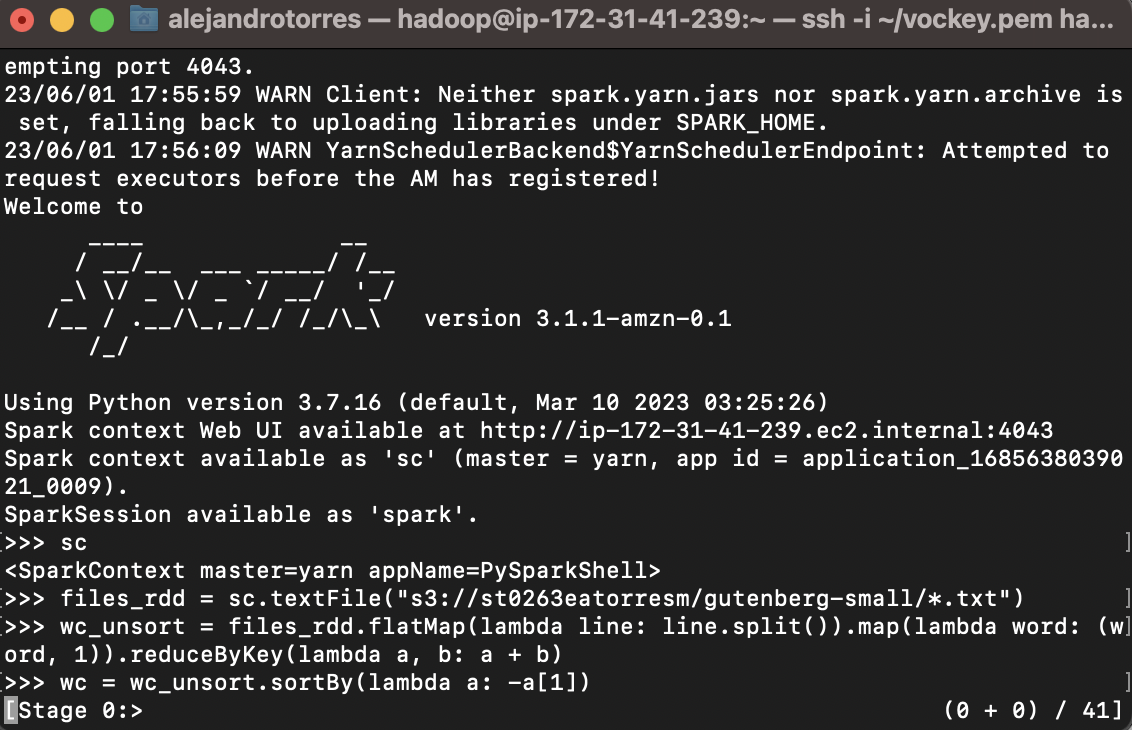 alejandrotorres — hadoop@ip-172-31-41-239:~ — ssh -i ~/vockey.pem ha...
empting port 4043.
23/06/01 17:55:59 WARN Client: Neither spark.yarn.jars nor spark.yarn.archive is
 set, falling back to uploading libraries under SPARK_HOME.
23/06/01 17:56:09 WARN YarnSchedulerBackend$YarnSchedulerEndpoint: Attempted to
request executors before the AM has registered!
Welcome to
      ____              __
     / __/__  ___ _____/ /__
    _\ \/ _ \/ _ `/ __/  '_/
   /__ / .__/\_,_/_/ /_/\_\   version 3.1.1-amzn-0.1
      /_/
Using Python version 3.7.16 (default, Mar 10 2023 03:25:26)
Spark context Web UI available at http://ip-172-31-41-239.ec2.internal:4043
Spark context available as 'sc' (master = yarn, app id = application_16856380390
21_0009).
SparkSession available as 'spark'.
[>>> sc ]
<SparkContext master=yarn appName=PySparkShell>
[>>> files_rdd = sc.textFile("s3://st0263eatorresm/gutenberg-small/*.txt") ]
[>>> wc_unsort = files_rdd.flatMap(lambda line: line.split()).map(lambda word: (w]
ord, 1)).reduceByKey(lambda a, b: a + b)
[>>> wc = wc_unsort.sortBy(lambda a: -a[1]) ]
[Stage 0:> (0 + 0) / 41]